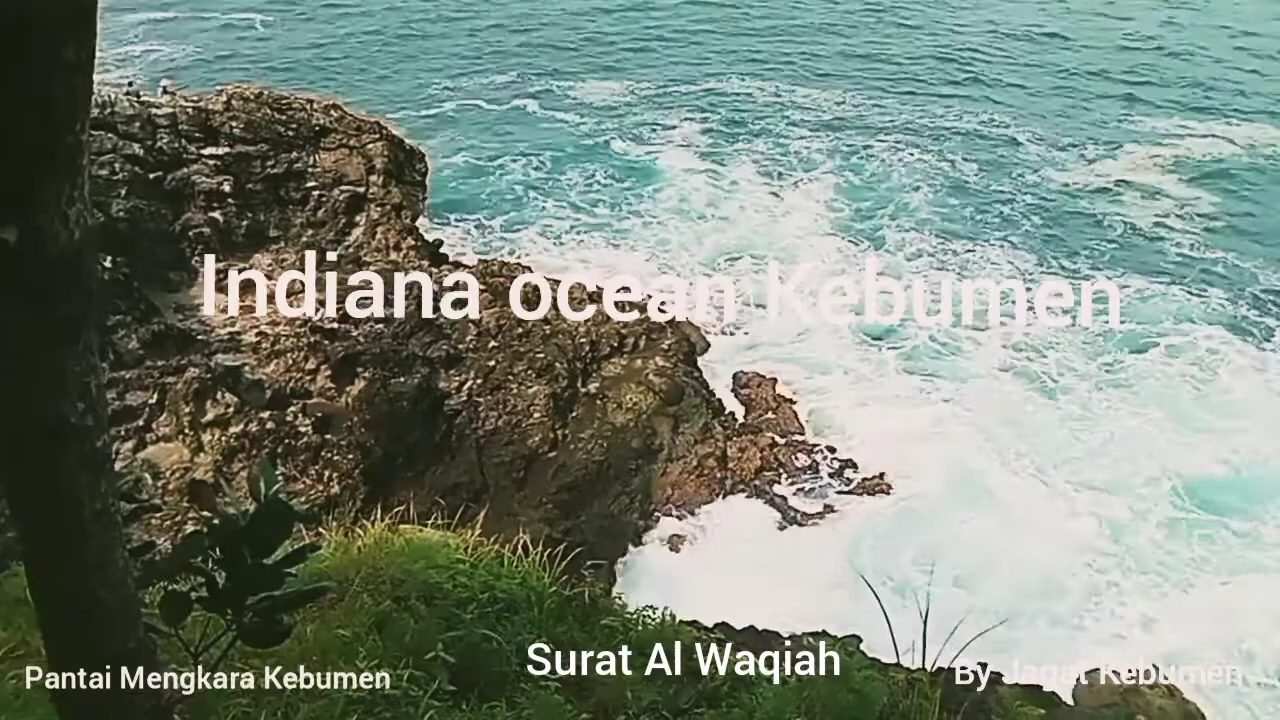 Indiana ocean Kebumen
Surat Al Waqiah
Pantai Mengkara Kebumen
By Jagat Kebumen